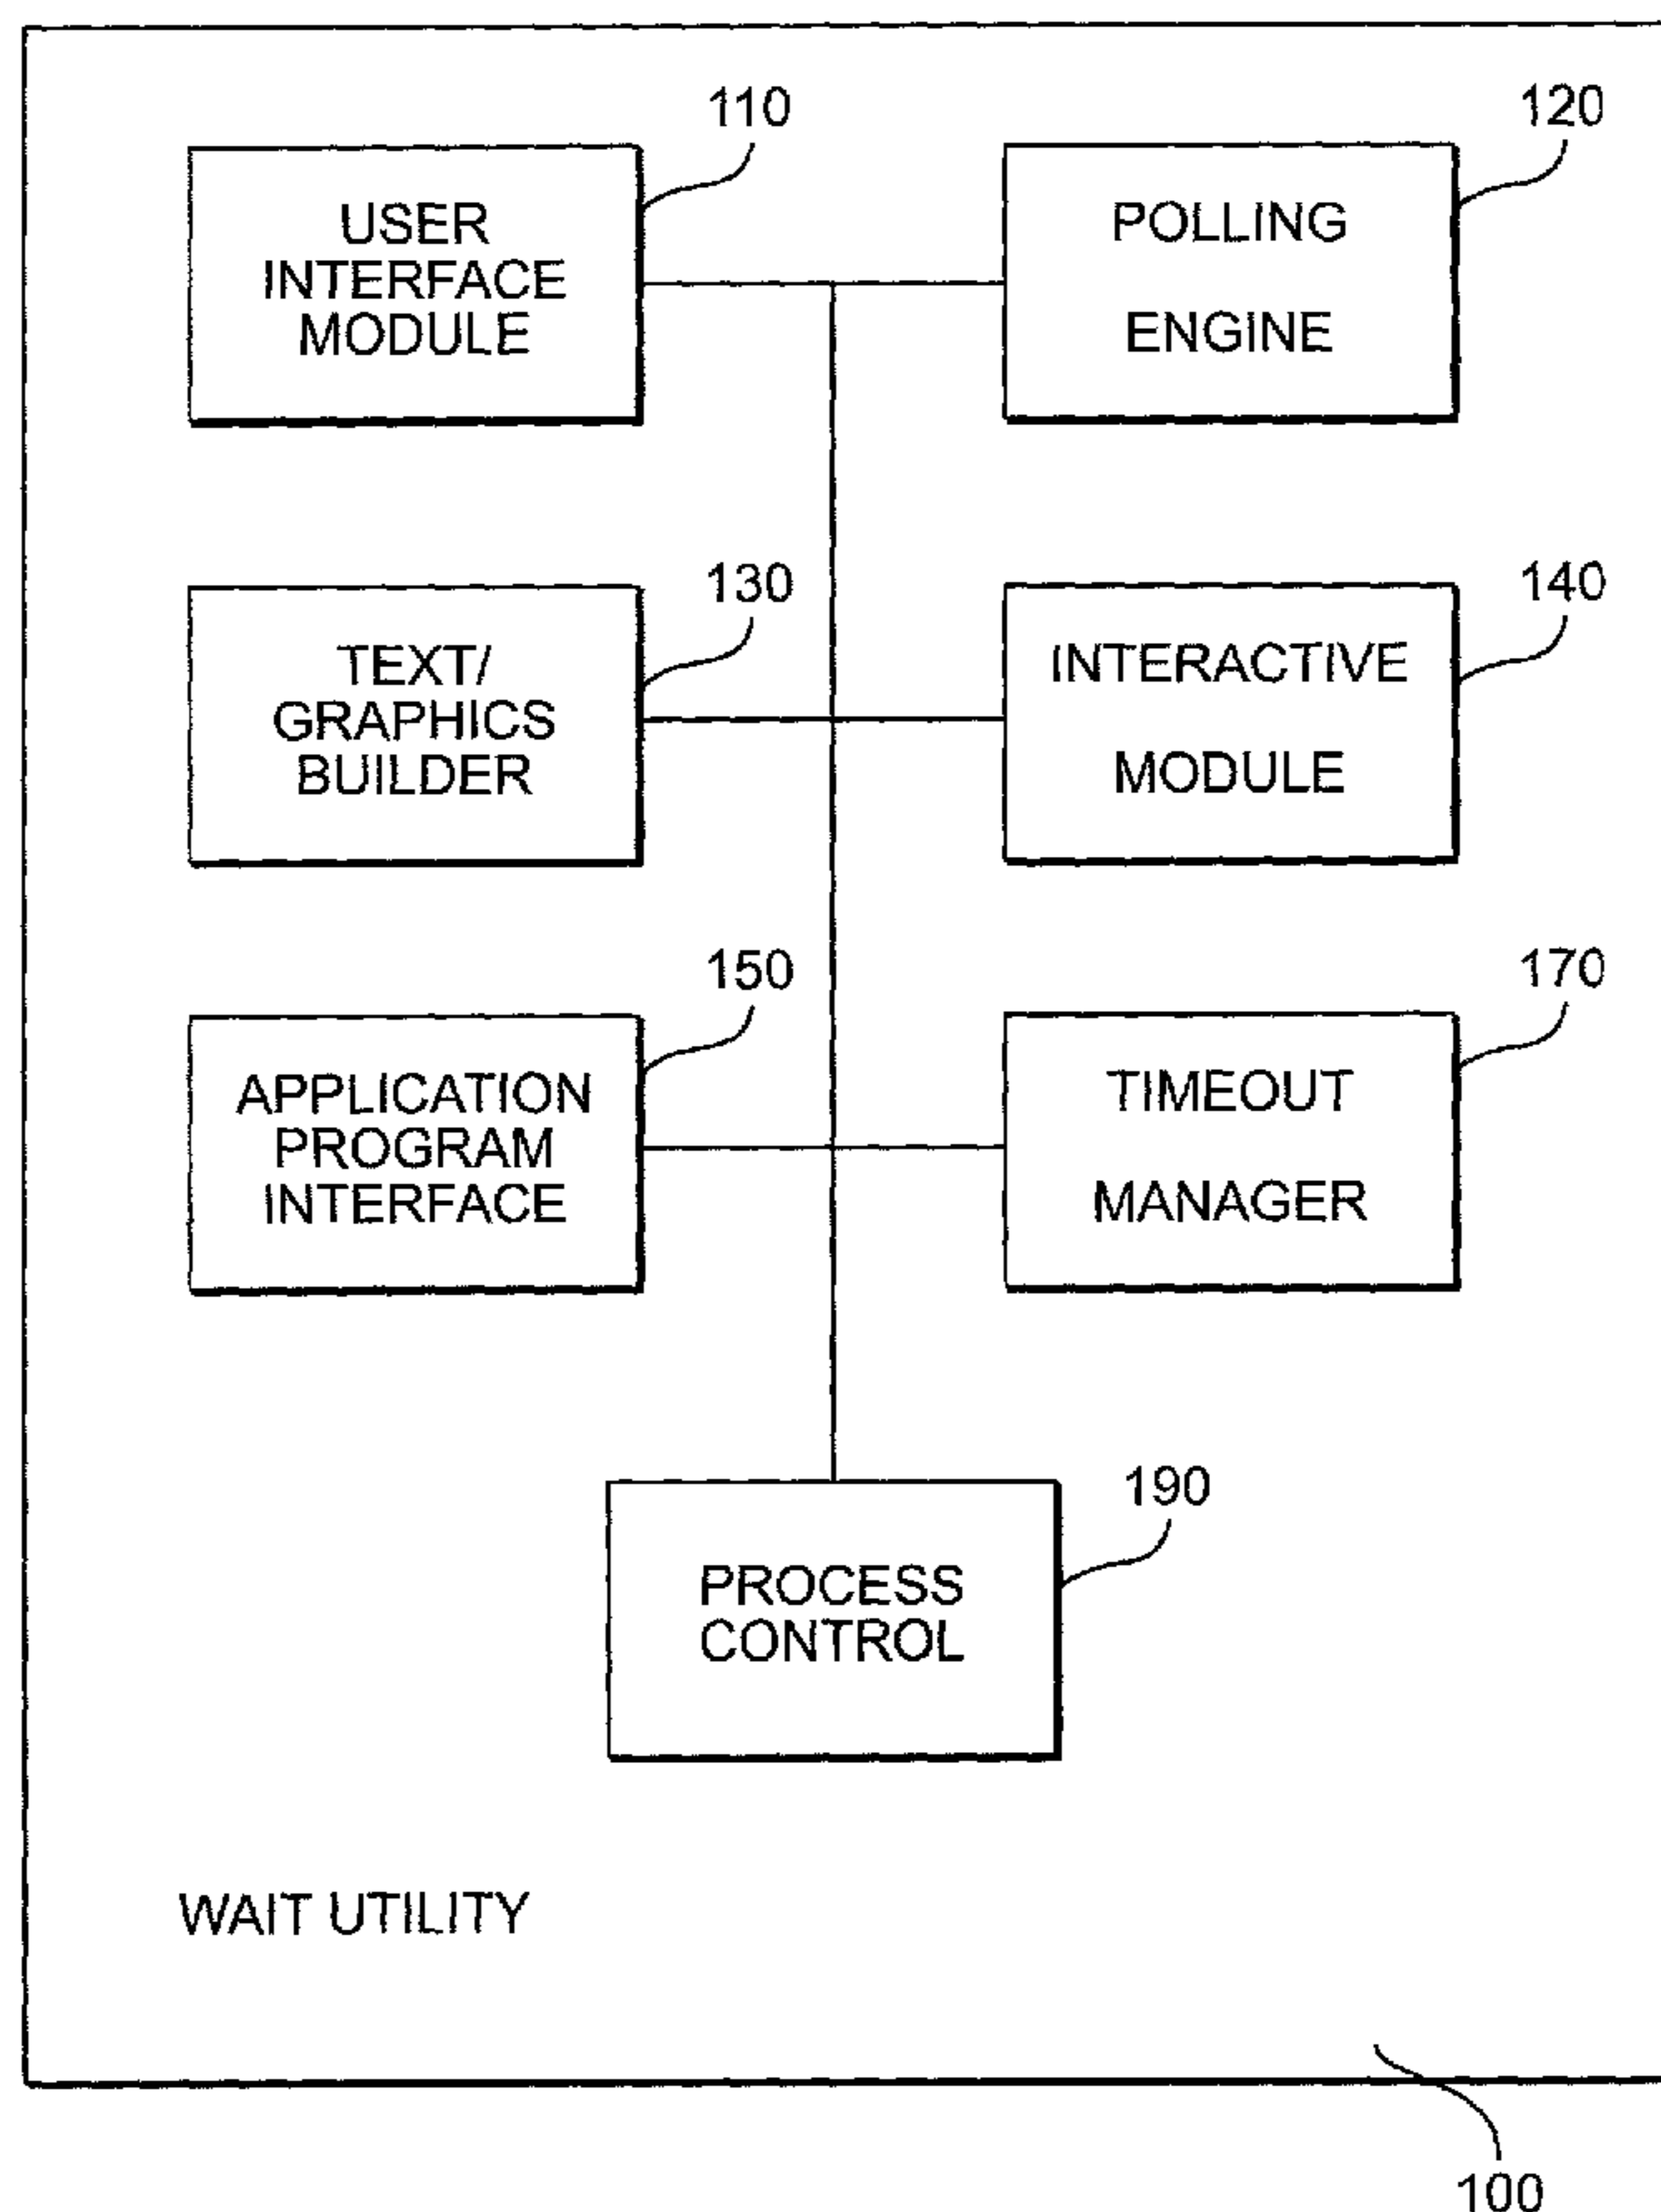 110
120
USER
INTERFACE
MODULE
POLLING
ENGINE
130
140
TEXT/
GRAPHICS
BUILDER
INTERACTIVE
MODULE
150
170
APPLICATION
PROGRAM
INTERFACE
TIMEOUT
MANAGER
190
PROCESS
CONTROL
WAIT UTILITY
100